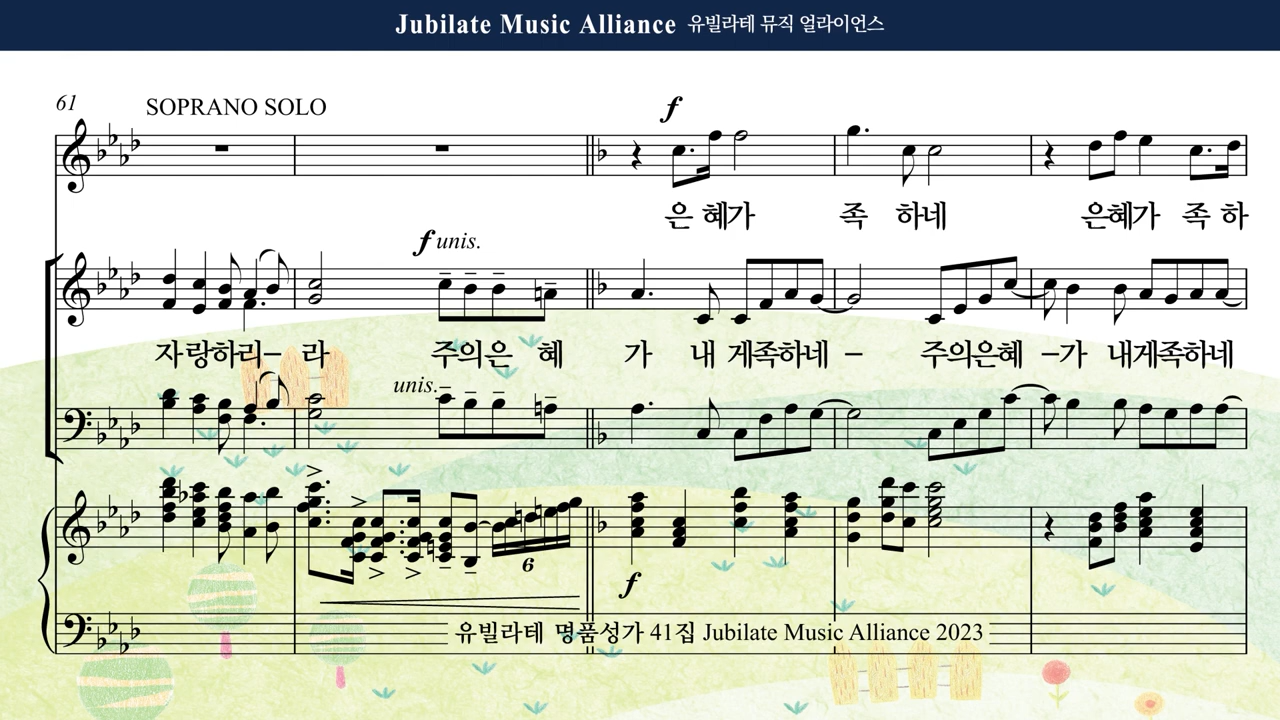 Jubilate Music Alliance 유빌라테 뮤직 얼라이언스
61
SOPRANO SOLO
f
은 혜가 족 하네 은혜가 족 하
f unis.
자랑하리– 라 주의은 혜 가 내 게족하네 – 주의은혜 –가 내게족하네
unis.
6
f
유빌라테 명품성가 41집 Jubilate Music Alliance 2023